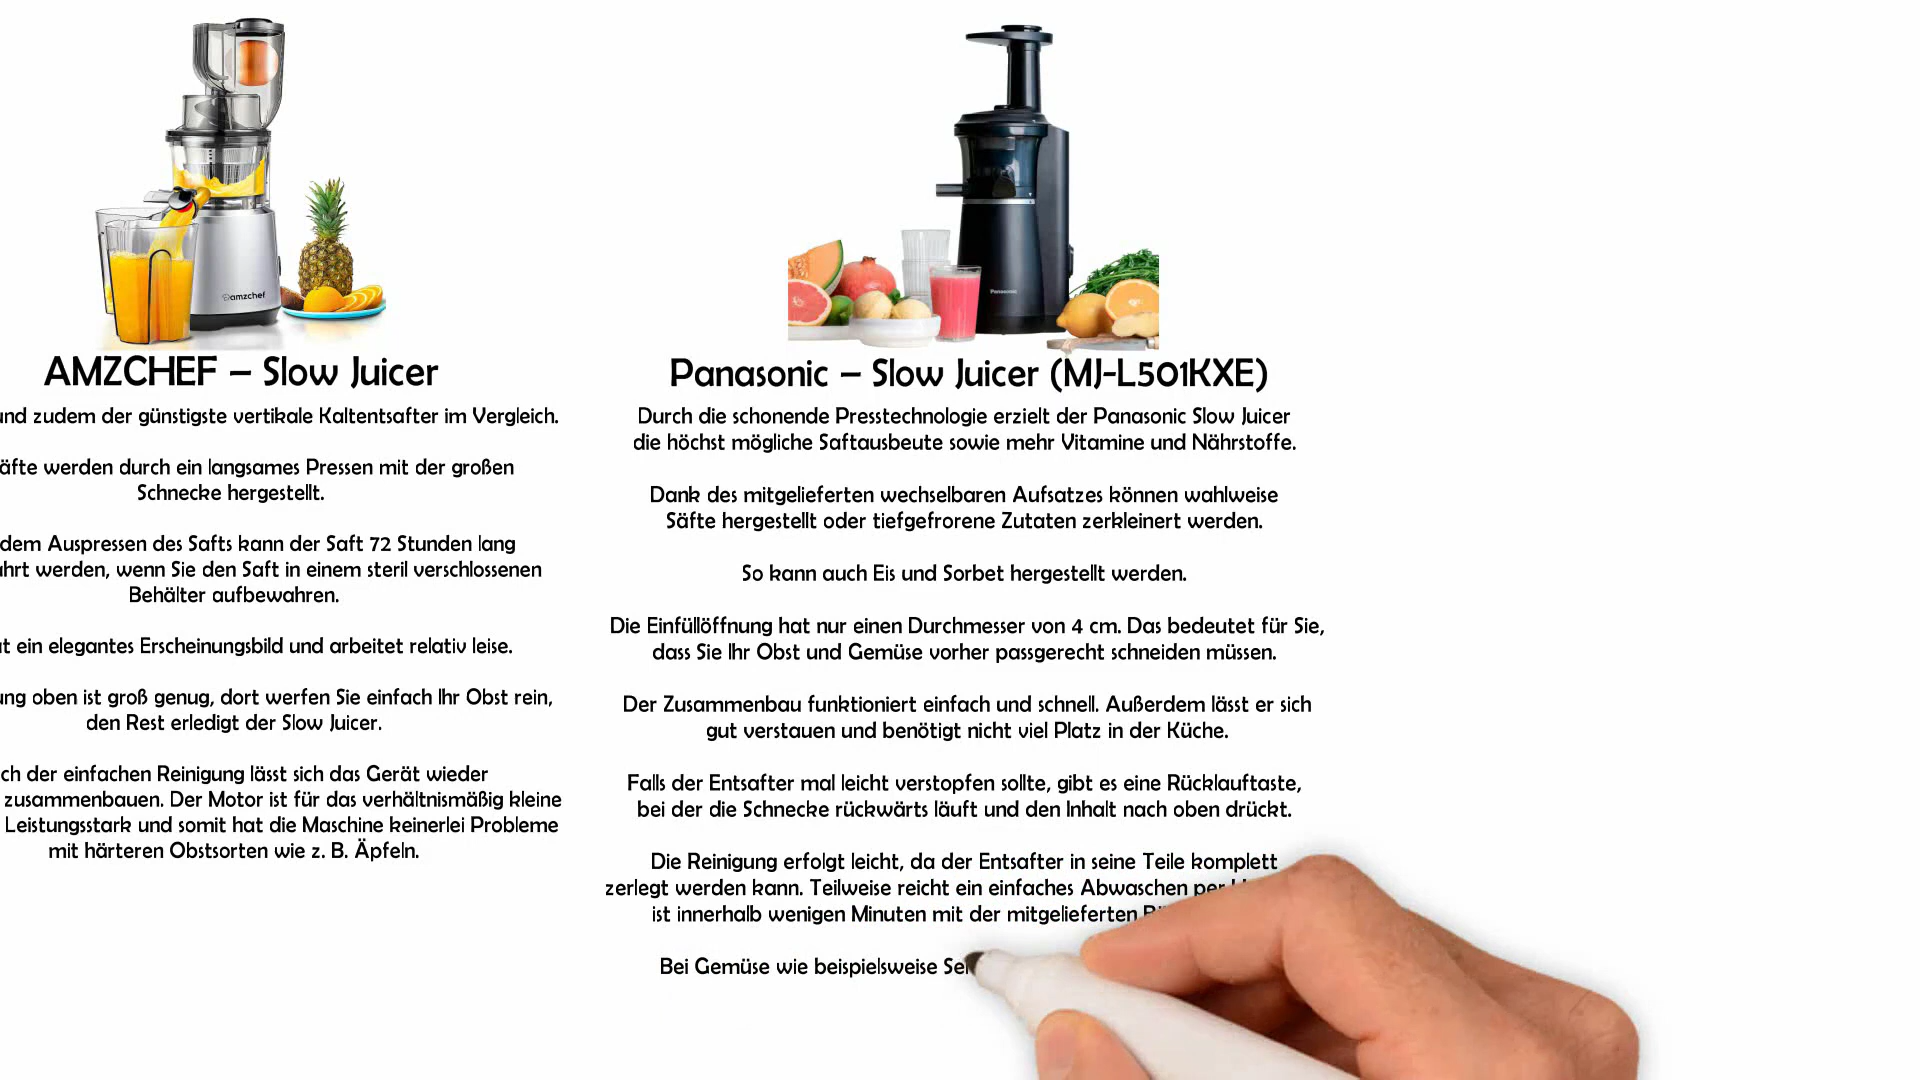 amzchef
Panasonic
AMZCHEF – Slow Juicer
und zudem der günstigste vertikale Kaltentsafter im Vergleich.
werden durch ein langsames Pressen mit der großen
Schnecke hergestellt.
dem Auspressen des Safts kann der Saft 72 Stunden lang
werden, wenn Sie den Saft in einem steril verschlossenen
Behälter aufbewahren.
ein elegantes Erscheinungsbild und arbeitet relativ leise.
oben ist groß genug, dort werfen Sie einfach Ihr Obst rein,
den Rest erledigt der Slow Juicer.
der einfachen Reinigung lässt sich das Gerät wieder
zusammenbauen. Der Motor ist für das verhältnismäßig kleine
Leistungsstark und somit hat die Maschine keinerlei Probleme
mit härteren Obstsorten wie z. B. Äpfeln.
Panasonic – Slow Juicer (MJ-L501KXE)
Durch die schonende Presstechnologie erzielt der Panasonic Slow Juicer
die höchst mögliche Saftausbeute sowie mehr Vitamine und Nährstoffe.
Dank des mitgelieferten wechselbaren Aufsatzes können wahlweise
Säfte hergestellt oder tiefgefrorene Zutaten zerkleinert werden.
So kann auch Eis und Sorbet hergestellt werden.
Die Einfüllöffnung hat nur einen Durchmesser von 4 cm. Das bedeutet für Sie,
dass Sie Ihr Obst und Gemüse vorher passgerecht schneiden müssen.
Der Zusammenbau funktioniert einfach und schnell. Außerdem lässt er sich
gut verstauen und benötigt nicht viel Platz in der Küche.
Falls der Entsafter mal leicht verstopfen sollte, gibt es eine Rücklauftaste,
bei der die Schnecke rückwärts läuft und den Inhalt nach oben drückt.
Die Reinigung erfolgt leicht, da der Entsafter in seine Teile komplett
zerlegt werden kann. Teilweise reicht ein einfaches Abwaschen per
ist innerhalb wenigen Minuten mit der mitgelieferten
Bei Gemüse wie beispielsweise